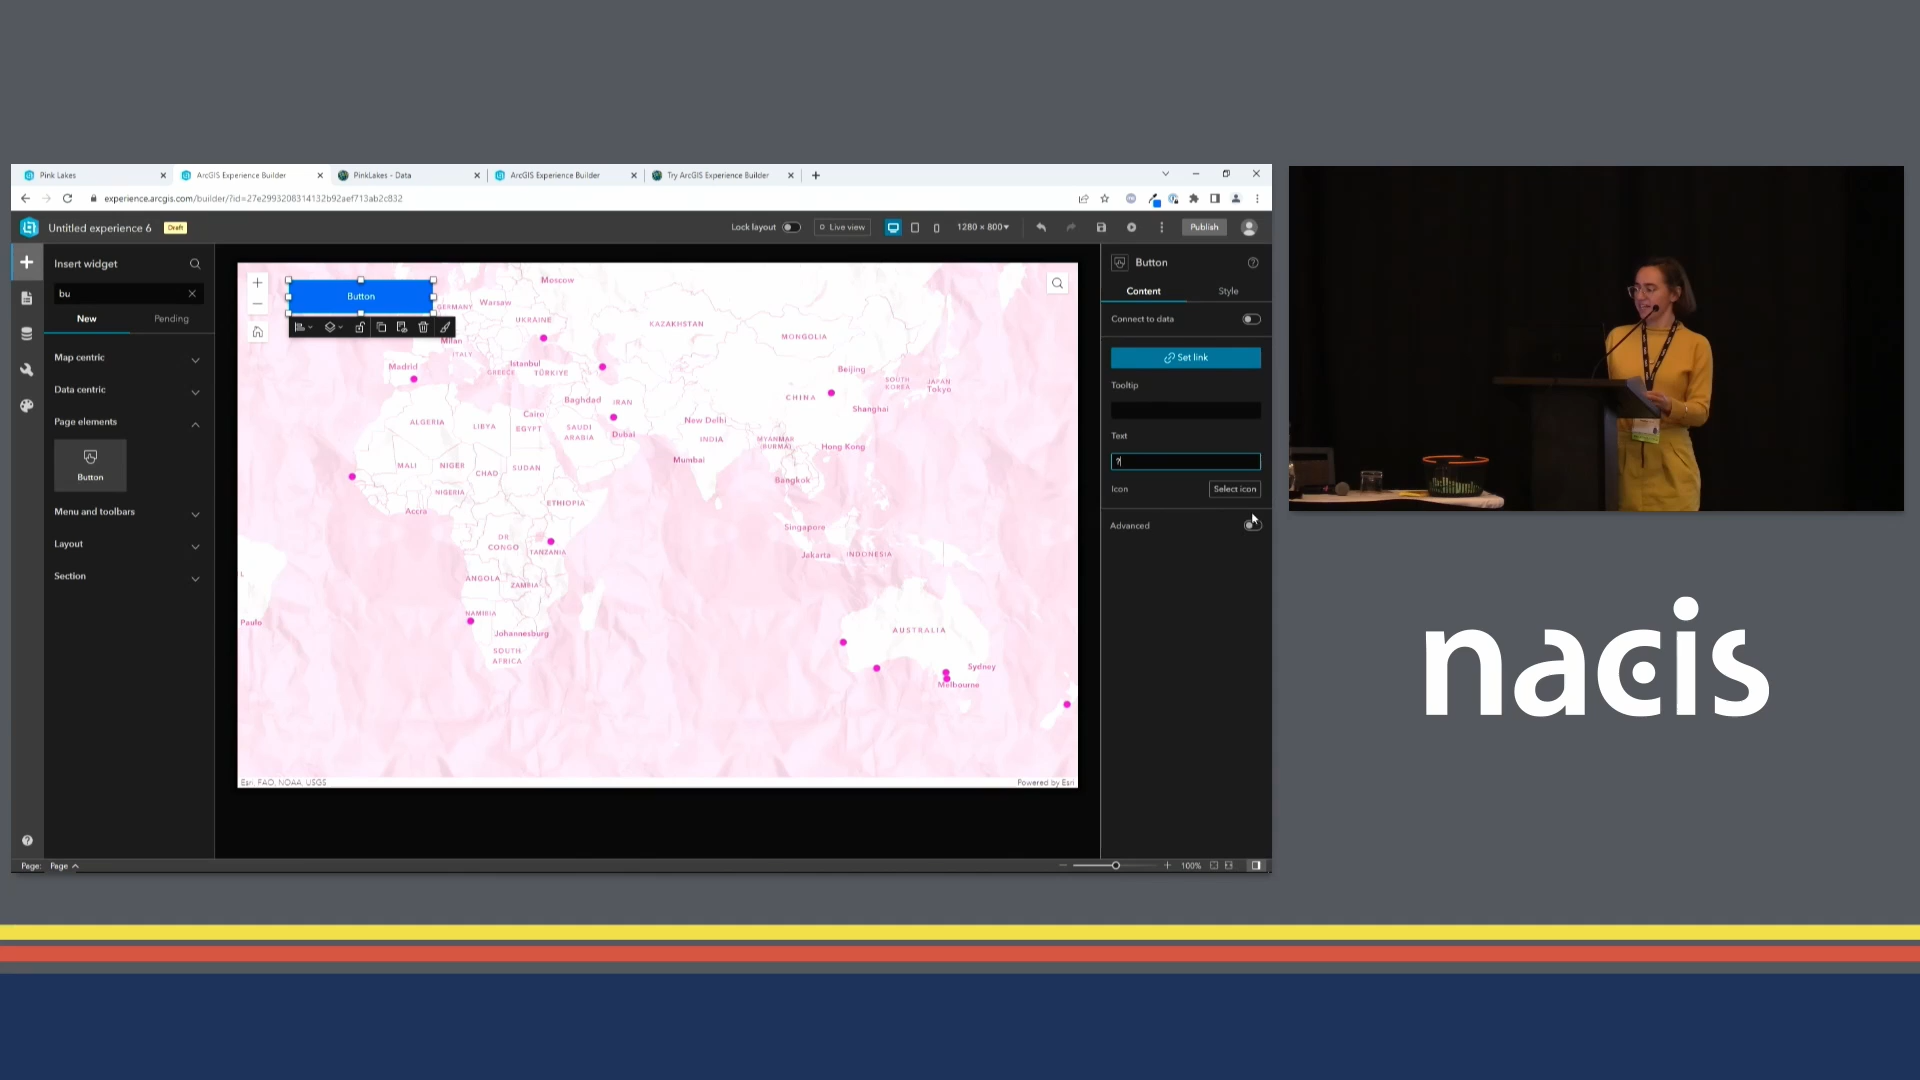 Pink Lakes
ArcGIS Experience Builder
PinkLakes - Data
ArcGIS Experience Builder
Try ArcGIS Experience Builder
experience.arcgis.com/builder/?id=27e2993208314132b92aef713ab2c832
Untitled experience 6
Draft
Lock layout
Live view
1280 × 800
Publish
Insert widget
bu
New
Pending
Map centric
Data centric
Page elements
Button
Menu and toolbars
Layout
Section
Button
Moscow
Warsaw
GERMANY
UKRAINE
KAZAKHSTAN
MONGOLIA
Milan
ITALY
Madrid
Istanbul
GREECE
TÜRKIYE
Beijing
SOUTH
KOREA
JAPAN
Tokyo
CHINA
Baghdad
IRAN
Shanghai
Cairo
ALGERIA
LIBYA
EGYPT
SAUDI
ARABIA
Dubai
New Delhi
INDIA
MYANMAR
(BURMA)
Hong Kong
Mumbai
MALI
NIGER
CHAD
SUDAN
Bangkok
NIGERIA
ETHIOPIA
Accra
Singapore
DR
CONGO
TANZANIA
Jakarta
INDONESIA
ANGOLA
ZAMBIA
NAMIBIA
Paulo
Johannesburg
AUSTRALIA
SOUTH
AFRICA
Sydney
Melbourne
Esri, FAO, NOAA, USGS
Powered by Esri
Button
Content
Style
Connect to data
Set link
Tooltip
Text
?
Icon
Select icon
Advanced
Page:
Page
100%
nacis